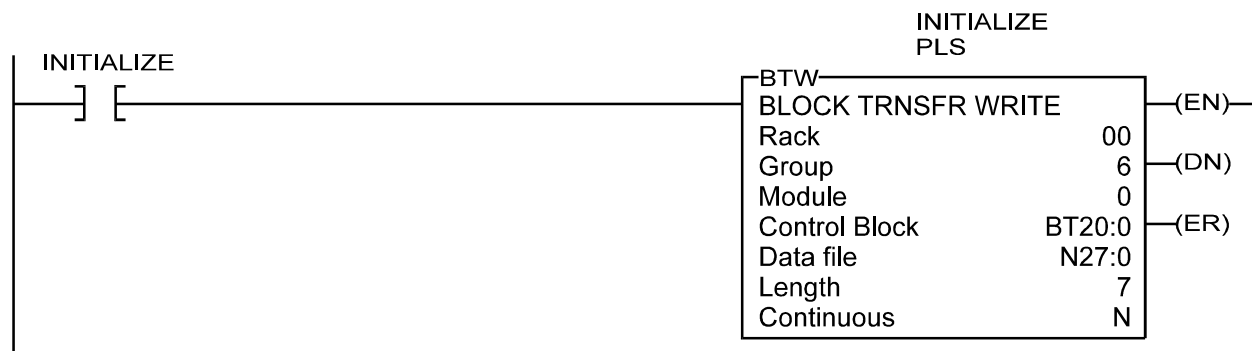 INITIALIZE
PLS
INITIALIZE
BTW
BLOCK TRNSFR WRITE (EN)
Rack 00
Group 6 (DN)
Module 0
Control Block BT20:0 (ER)
Data file N27:0
Length 7
Continuous N